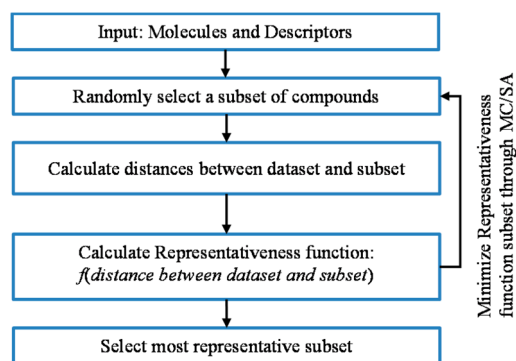 Input: Molecules and Descriptors
Randomly select a subset of compounds
Calculate distances between dataset and subset
Calculate Representativeness function:
f(distance between dataset and subset)
Select most representative subset
Minimize Representativeness
function subset through MC/SA